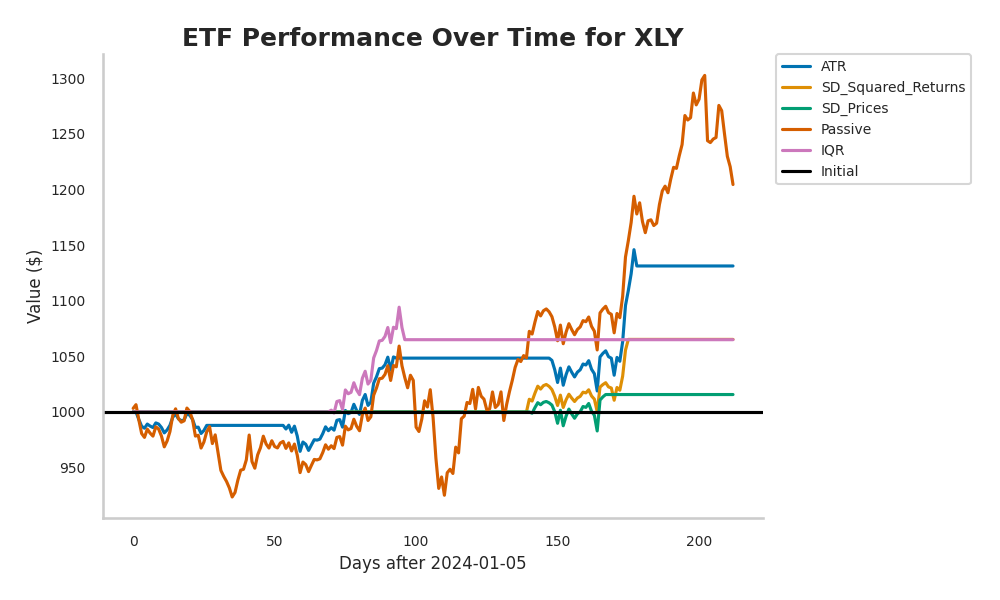 ETF Performance Over Time for XLY
1300
1250
1200
1150
1100
1050
1000
950
Value ($)
0
50
100
150
200
Days after 2024-01-05
ATR
SD_Squared_Returns
SD_Prices
Passive
IQR
Initial